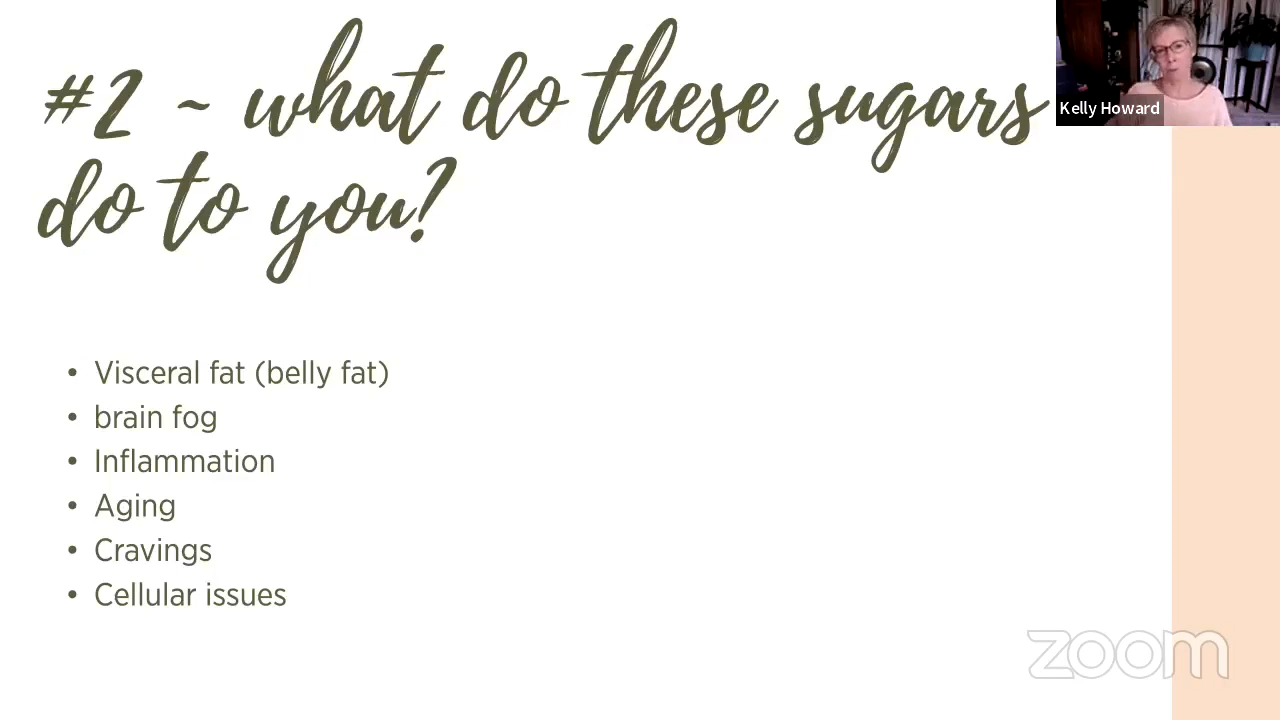 #2 ~ what do these sugars
do to you?
Kelly Howard
• Visceral fat (belly fat)
• brain fog
• Inflammation
• Aging
• Cravings
• Cellular issues
zoom